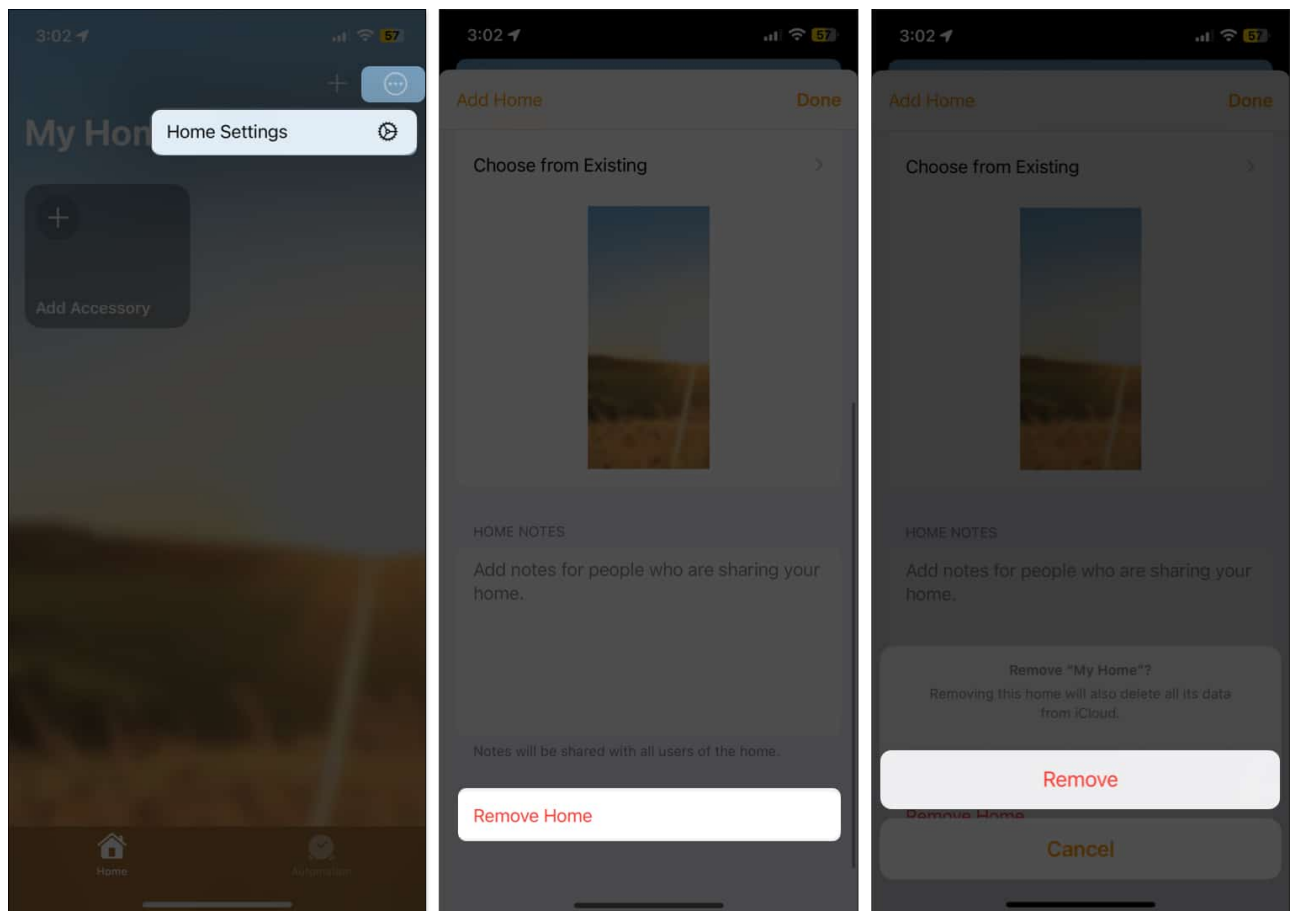 3:02
57
My Hom
Home Settings
Add Accessory
Home
Automation
3:02
57
Add Home
Done
Choose from Existing
HOME NOTES
Add notes for people who are sharing your
home.
Notes will be shared with all users of the home.
Remove Home
3:02
57
Add Home
Done
Choose from Existing
HOME NOTES
Add notes for people who are sharing your
home.
Remove "My Home"?
Removing this home will also delete all its data
from iCloud.
Remove
Remove Home
Cancel